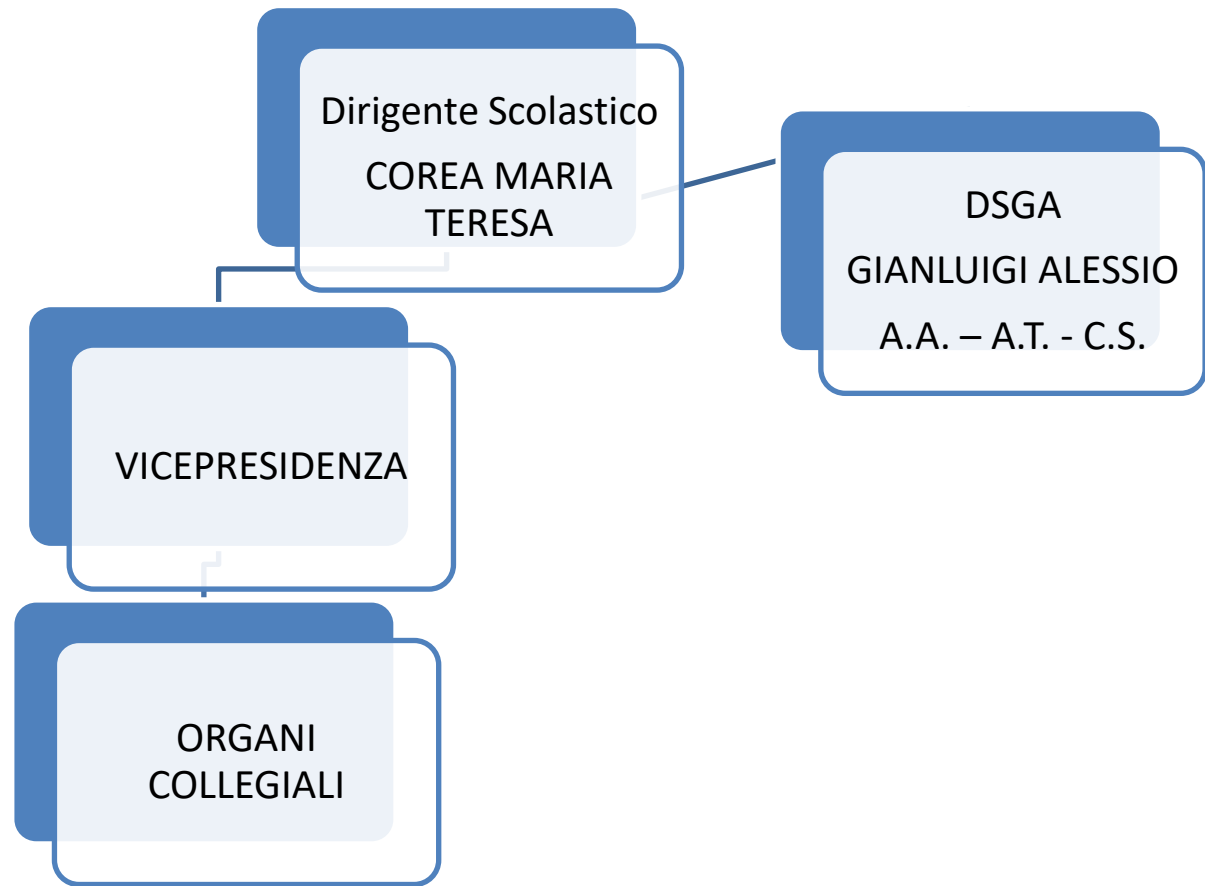 Dirigente Scolastico
COREA MARIA
TERESA
DSGA
GIANLUIGI ALESSIO
A.A. – A.T. - C.S.
VICEPRESIDENZA
ORGANI
COLLEGIALI